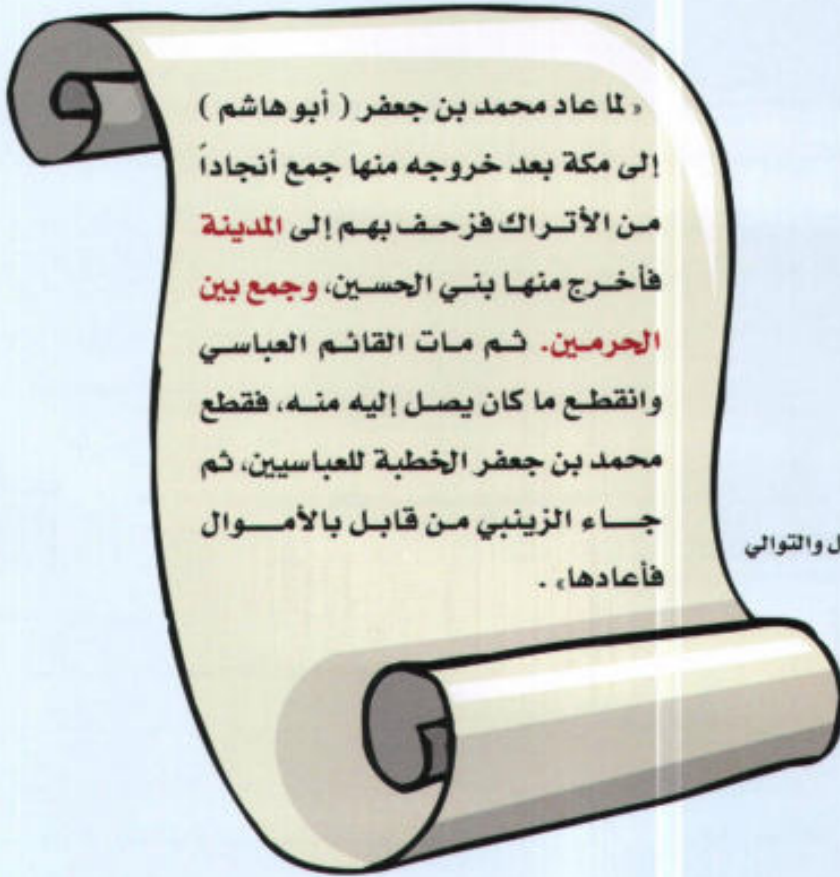 « لما عاد محمد بن جعفر ( أبو هاشم )
إلى مكة بعد خروجه منها جمع أنجاداً
من الأتراك فزحف بهم إلى المدينة
فأخرج منها بني الحسين، وجمع بين
الحرمين. ثم مات القائم العباسي
وانقطع ما كان يصل إليه منه، فقطع
محمد بن جعفر الخطبة للعباسيين، ثم
جاء الزينبي من قابل بالأموال
فأعادها» .
ل والتوالي